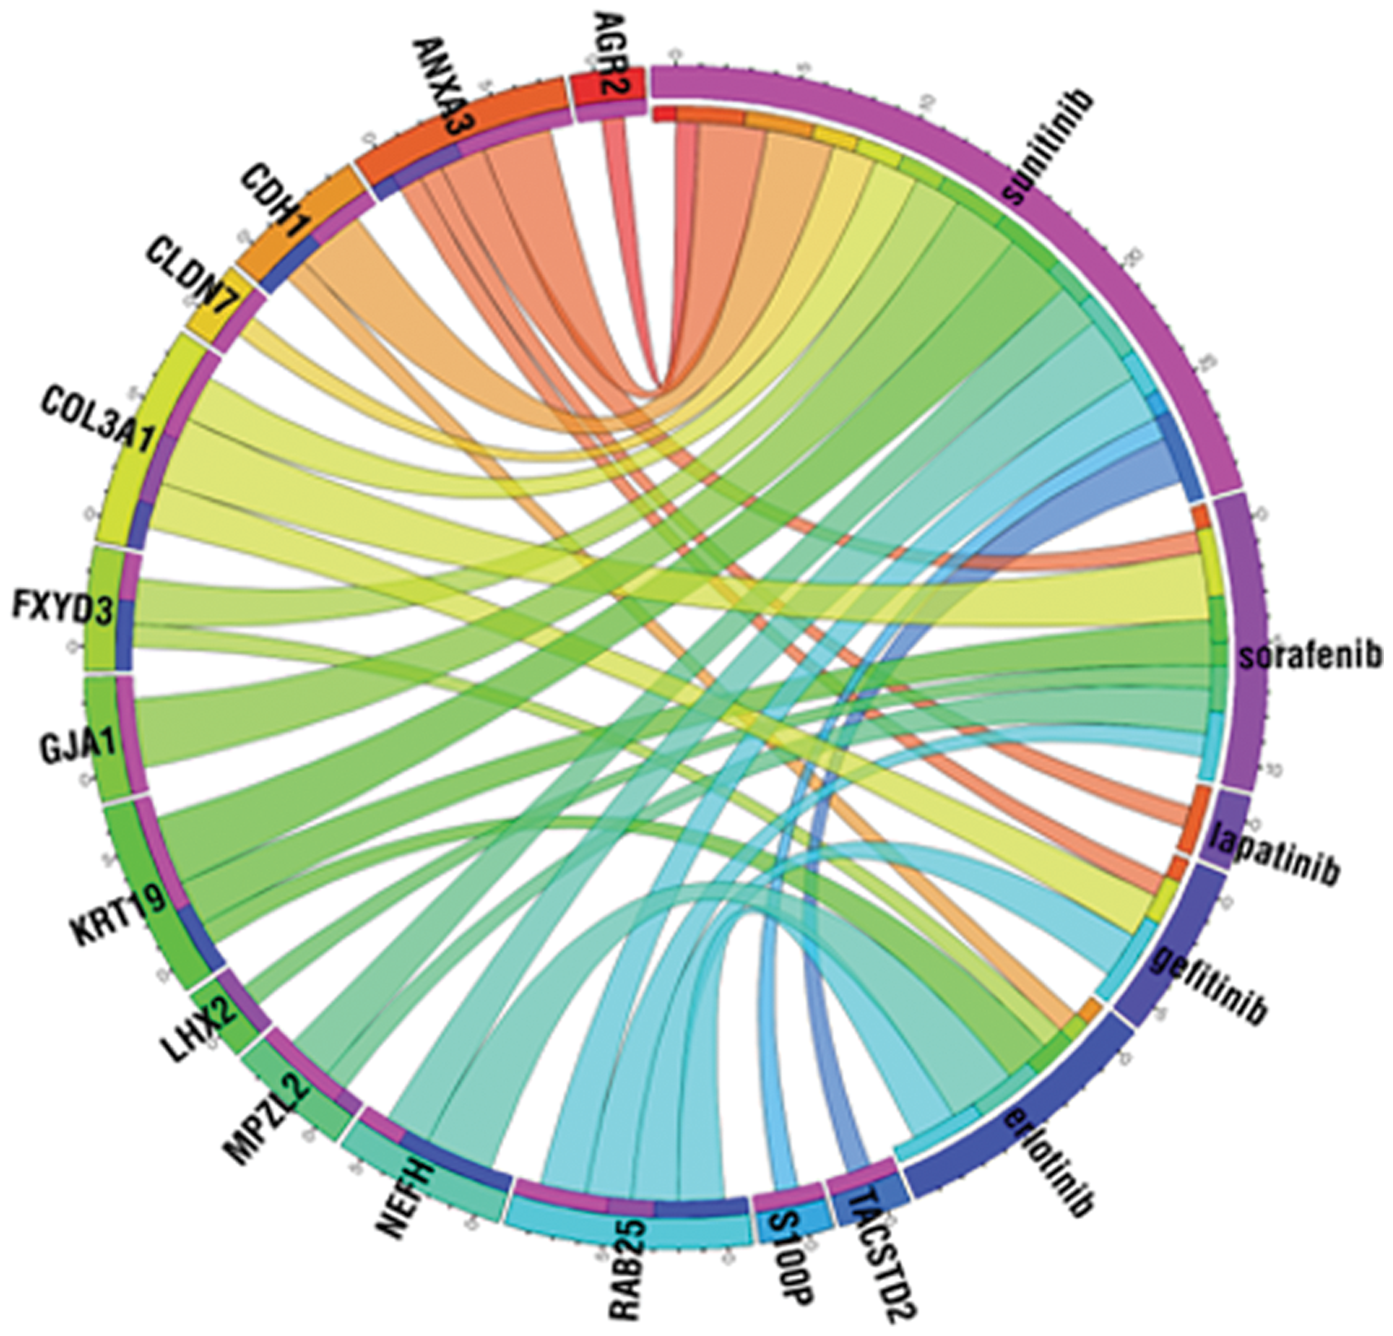 AGR2
sunitinib
sorafenib
lapatinib
gefitinib
erlotinib
TACSTD2
S100P
RAB25
NEFH
MPZL2
LHX2
KRT19
GJA1
FXYD3
COL3A1
CLDN7
CDH1
ANXA3